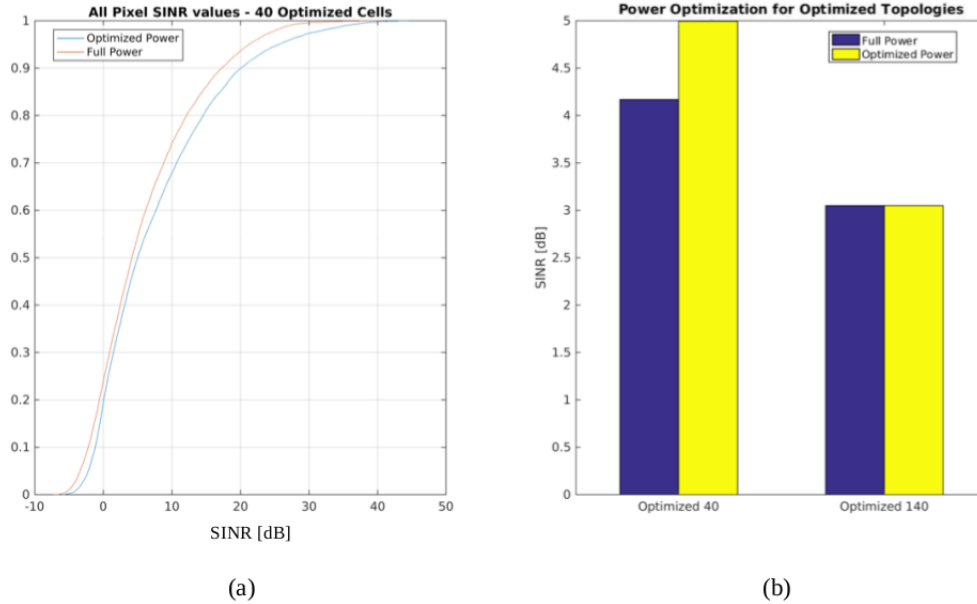 All Pixel SINR values - 40 Optimized Cells
Optimized Power
Full Power
1
0.9
0.8
0.7
0.6
0.5
0.4
0.3
0.2
0.1
0
-10 0 10 20 30 40 50
SINR [dB]
(a)
Power Optimization for Optimized Topologies
Full Power
Optimized Power
5
4.5
4
3.5
3
2.5
2
1.5
1
0.5
0
SINR [dB]
Optimized 40 Optimized 140
(b)